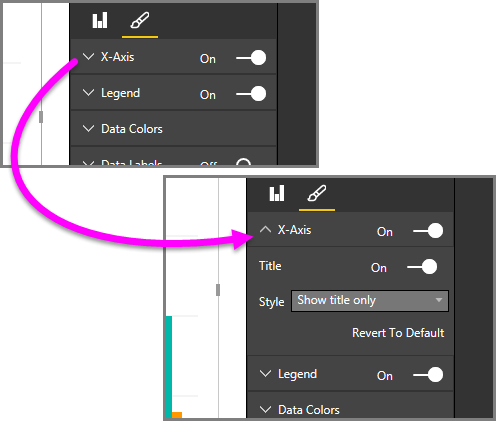 X-Axis On
Legend On
Data Colors
Data Labels Off
X-Axis On
Title On
Style Show title only
Revert To Default
Legend On
Data Colors